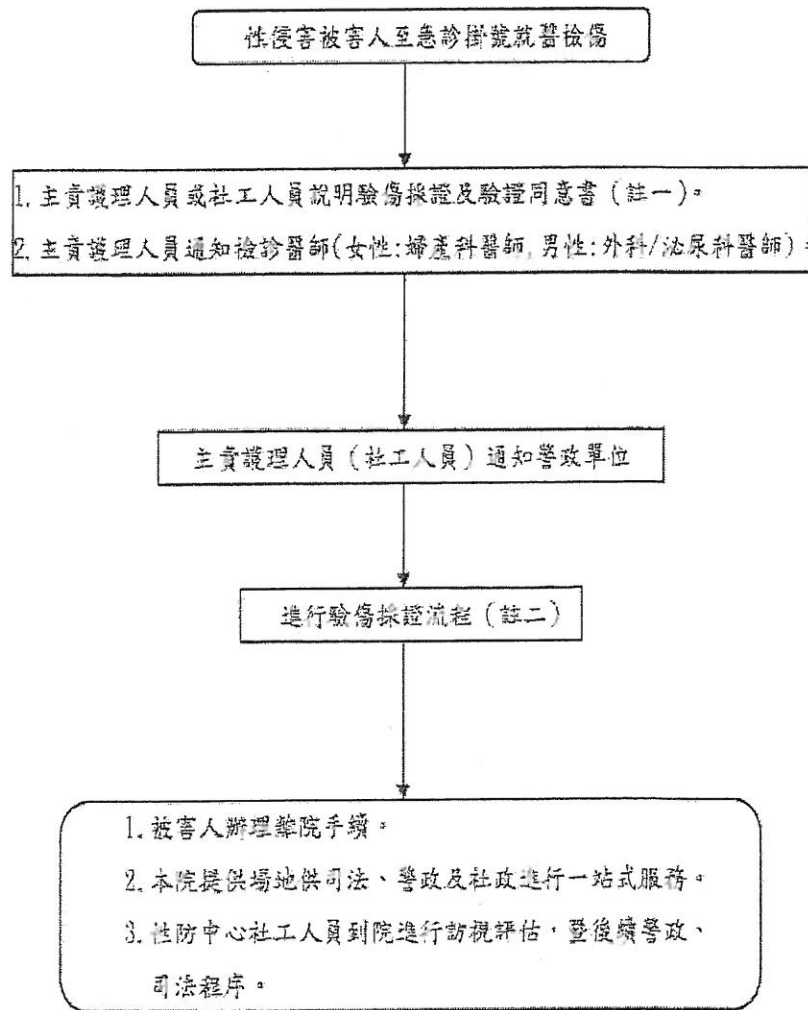 性侵害被害人至急診掛號就醫檢傷
1. 主責護理人員或社工人員說明驗傷採證及驗證同意書（註一）。
2. 主責護理人員通知檢診醫師(女性:婦產科醫師, 男性:外科/泌尿科醫師)
主責護理人員（社工人員）通知警政單位
進行驗傷採證流程（註二）
1. 被害人辦理離院手續。
2. 本院提供場地供司法、警政及社政進行一站式服務。
3. 性防中心社工人員到院進行訪視評估，暨後續警政、
司法程序。